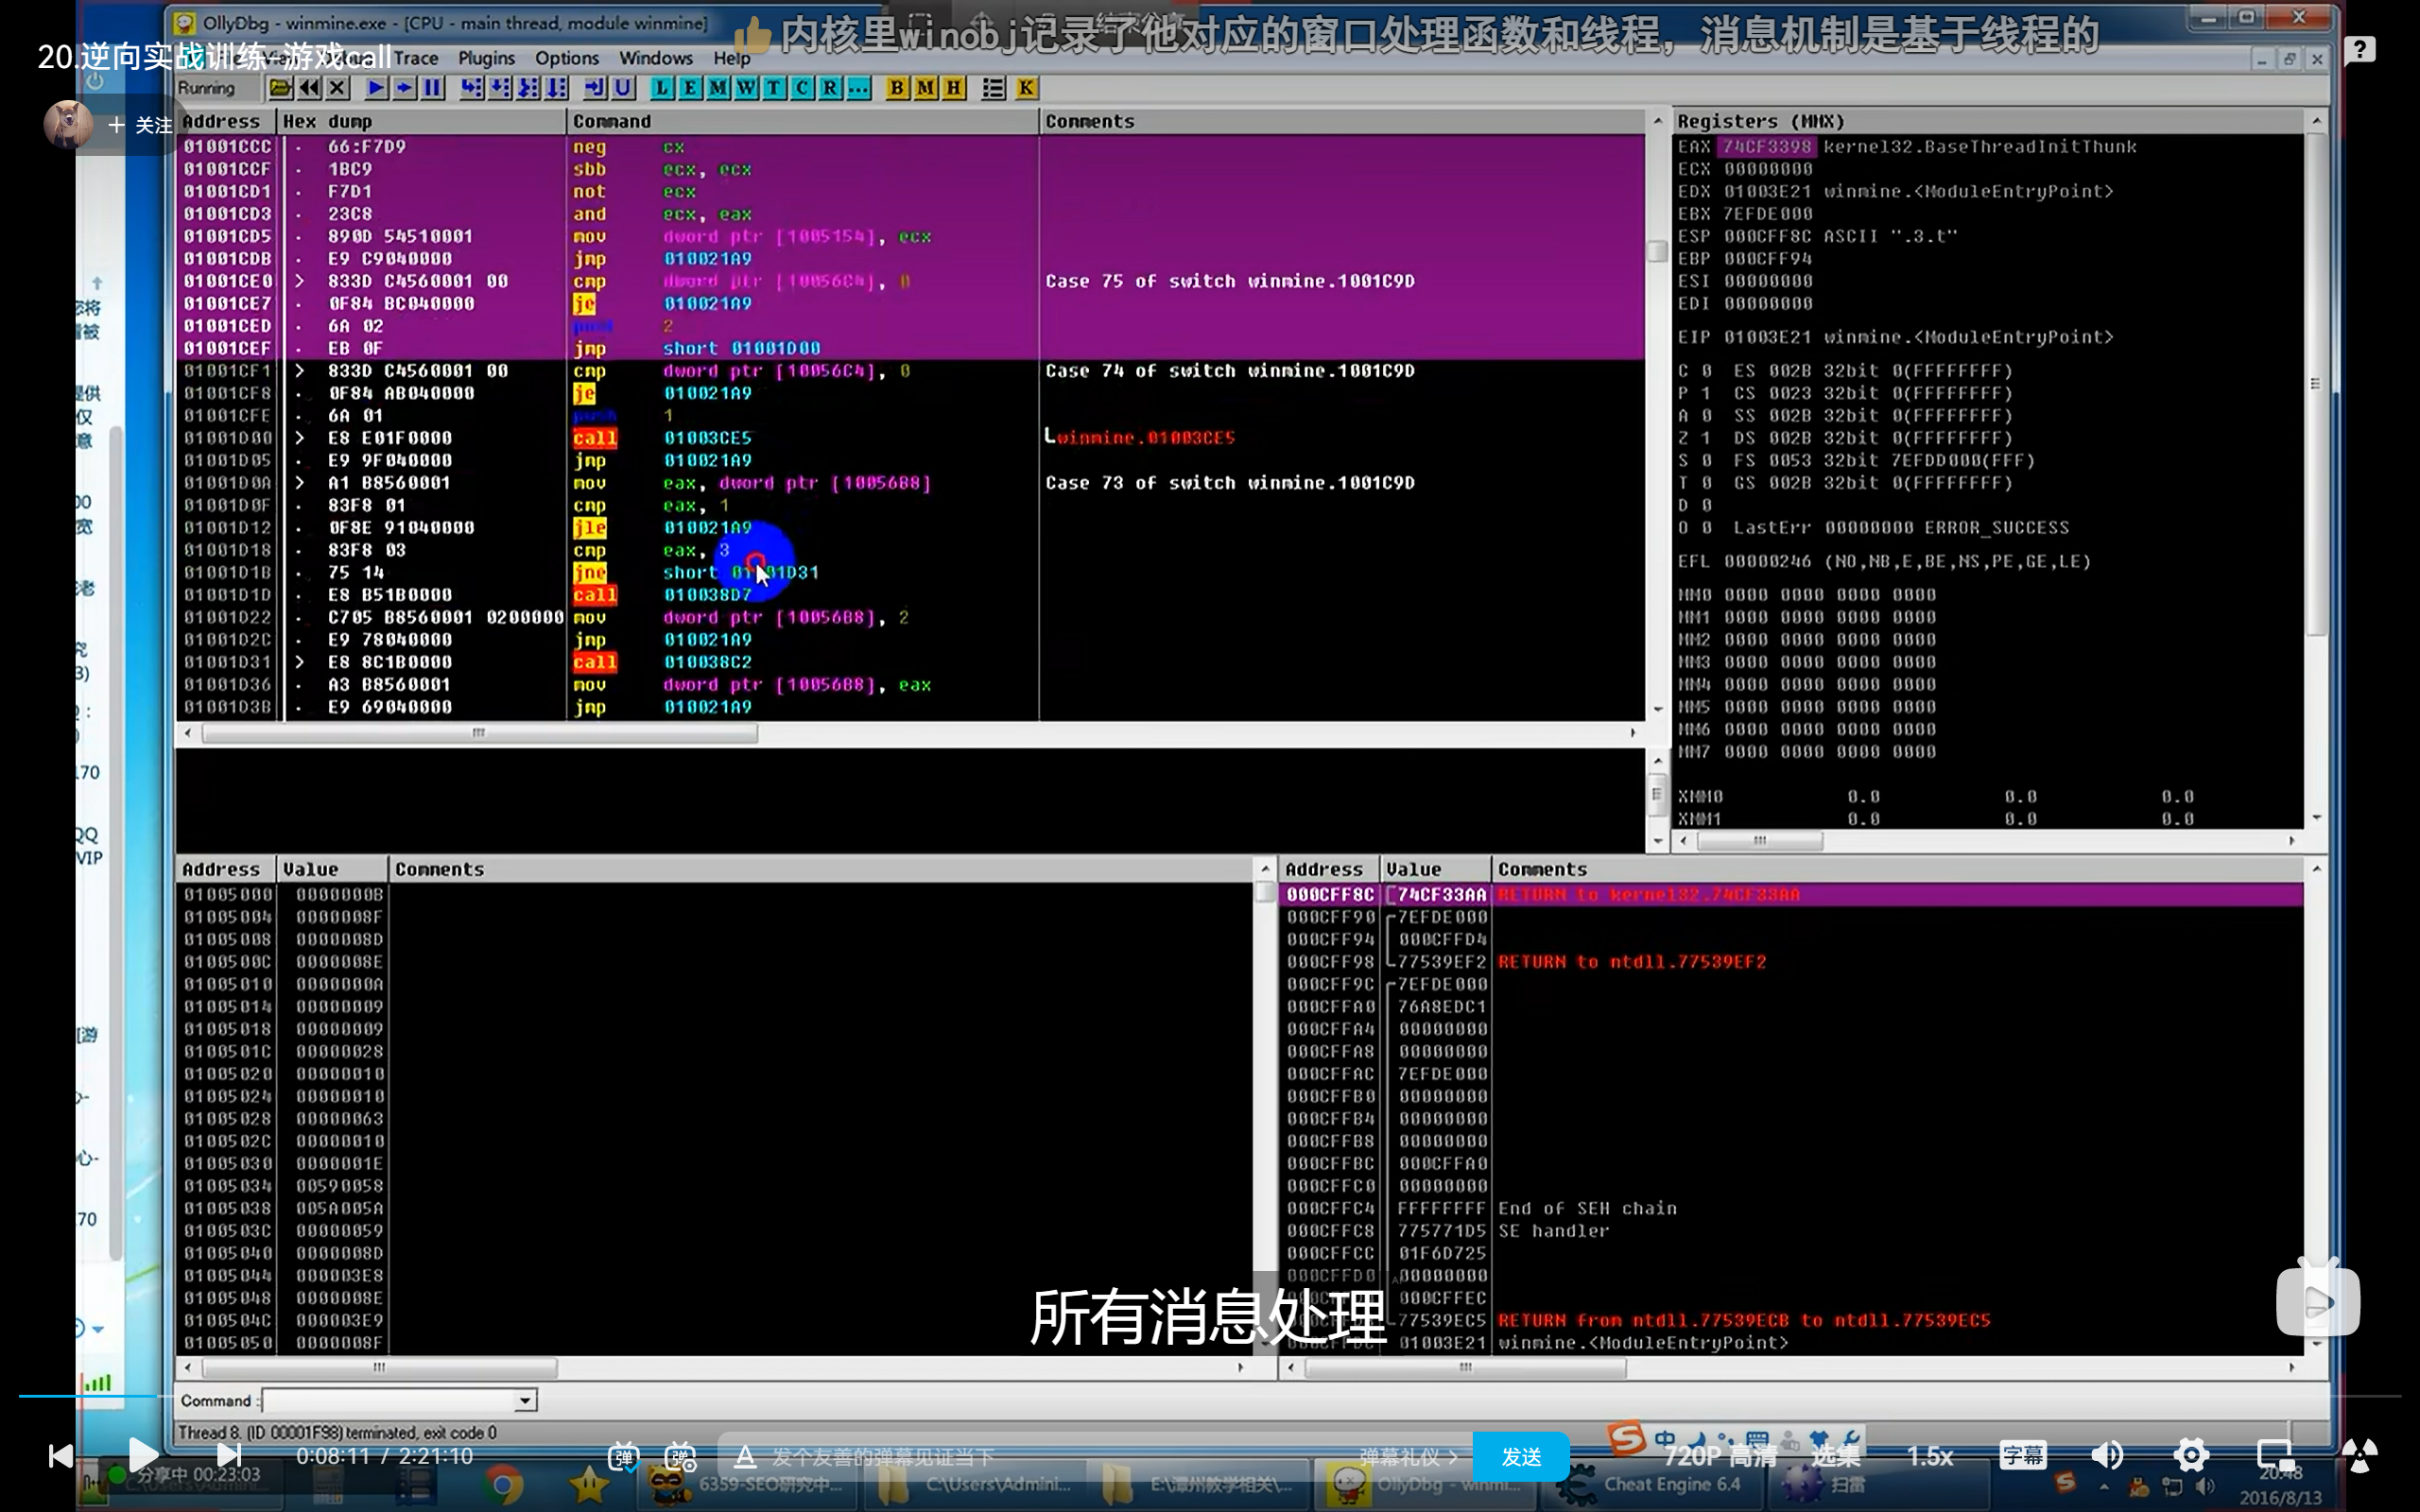 OllyDbg - winmine.exe - [CPU - main thread, module winmine]
内核里winobj记录了他对应的窗口处理函数和线程，消息机制是基于线程的
20.逆向实战训练-游戏call
Trace Plugins Options Windows Help
Running
L E M W T C R ... B M H K
+ 关注
Address Hex dump Command Comments
01001CCC . 66:F7D9 neg cx
01001CCF . 1BC9 sbb ecx, ecx
01001CD1 . F7D1 not ecx
01001CD3 . 23C8 and ecx, eax
01001CD5 . 890D 54510001 mov dword ptr [1005154], ecx
01001CDB . E9 C9040000 jmp 010021A9
01001CE0 > 833D C4560001 00 cmp dword ptr [10056C4], 0 Case 75 of switch winmine.1001C9D
01001CE7 . 0F84 BC040000 je 010021A9
01001CED . 6A 02 push 2
01001CEF . EB 0F jmp short 01001D00
01001CF1 > 833D C4560001 00 cmp dword ptr [10056C4], 0 Case 74 of switch winmine.1001C9D
01001CF8 . 0F84 AB040000 je 010021A9
01001CFE . 6A 01 push 1
01001D00 > E8 E01F0000 call 01003CE5 winmine.01003CE5
01001D05 . E9 9F040000 jmp 010021A9
01001D0A > A1 B8560001 mov eax, dword ptr [10056B8] Case 73 of switch winmine.1001C9D
01001D0F . 83F8 01 cmp eax, 1
01001D12 . 0F8E 91040000 jle 010021A9
01001D18 . 83F8 03 cmp eax, 3
01001D1B . 75 14 jne short 01001D31
01001D1D . E8 B51B0000 call 010038D7
01001D22 . C705 B8560001 0200000 mov dword ptr [10056B8], 2
01001D2C . E9 78040000 jmp 010021A9
01001D31 > E8 8C1B0000 call 010038C2
01001D36 . A3 B8560001 mov dword ptr [10056B8], eax
01001D3B . E9 69040000 jmp 010021A9
Registers (MMX)
EAX 74CF3398 kernel32.BaseThreadInitThunk
ECX 00000000
EDX 01003E21 winmine.<ModuleEntryPoint>
EBX 7EFDE000
ESP 000CFF8C ASCII ".3.t"
EBP 000CFF94
ESI 00000000
EDI 00000000
EIP 01003E21 winmine.<ModuleEntryPoint>
C 0 ES 002B 32bit 0(FFFFFFFF)
P 1 CS 0023 32bit 0(FFFFFFFF)
A 0 SS 002B 32bit 0(FFFFFFFF)
Z 1 DS 002B 32bit 0(FFFFFFFF)
S 0 FS 0053 32bit 7EFDD000(FFF)
T 0 GS 002B 32bit 0(FFFFFFFF)
D 0
O 0 LastErr 00000000 ERROR_SUCCESS
EFL 00000246 (NO,NB,E,BE,NS,PE,GE,LE)
MM0 0000 0000 0000 0000
MM1 0000 0000 0000 0000
MM2 0000 0000 0000 0000
MM3 0000 0000 0000 0000
MM4 0000 0000 0000 0000
MM5 0000 0000 0000 0000
MM6 0000 0000 0000 0000
MM7 0000 0000 0000 0000
XMM0 0.0 0.0 0.0
XMM1 0.0 0.0 0.0
Address Value Comments
01005000 0000000B
01005004 0000008F
01005008 0000008D
0100500C 0000008E
01005010 0000000A
01005014 00000009
01005018 00000009
0100501C 00000028
01005020 00000010
01005024 00000010
01005028 00000063
0100502C 00000010
01005030 0000001E
01005034 00590058
01005038 005A005A
0100503C 00000059
01005040 0000008D
01005044 000003E8
01005048 0000008E
0100504C 000003E9
01005050 0000008F
Address Value Comments
000CFF8C 74CF33AA RETURN to kernel32.74CF33AA
000CFF90 7EFDE000
000CFF94 000CFFD4
000CFF98 77539EF2 RETURN to ntdll.77539EF2
000CFF9C 7EFDE000
000CFFA0 76A8EDC1
000CFFA4 00000000
000CFFA8 00000000
000CFFAC 7EFDE000
000CFFB0 00000000
000CFFB4 00000000
000CFFB8 00000000
000CFFBC 000CFFA0
000CFFC0 00000000
000CFFC4 FFFFFFFF End of SEH chain
000CFFC8 775771D5 SE handler
000CFFCC 01F6D725
000CFFD0 00000000
000CFFEC
77539EC5 RETURN from ntdll.77539ECB to ntdll.77539EC5
01003E21 winmine.<ModuleEntryPoint>
所有消息处理
Command :
Thread 8. (ID 00001F98) terminated, exit code 0
0:08:11 / 2:21:10
弹 弹 A 发个友善的弹幕见证当下 弹幕礼仪 > 发送
720P 高清 选集 1.5x 字幕
分享中 00:23:03
6359-SEO研究中...
C:\Users\Admini...
E:\潭州教学相关\...
OllyDbg - winmi...
Cheat Engine 6.4
扫雷
20:48
2016/8/13